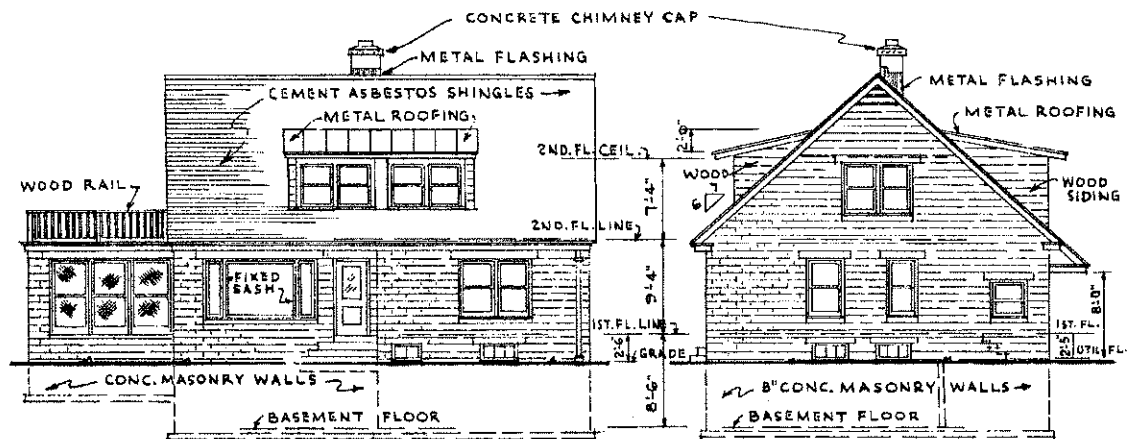 CONCRETE CHIMNEY CAP
METAL FLASHING
CEMENT ASBESTOS SHINGLES
METAL ROOFING
WOOD RAIL
FIXED
SASH
2ND. FL. CEIL.
7'-4"
2ND. FL. LINE
9'-4"
1ST. FL. LINE
2'-6"
GRADE
8'-6"
CONC. MASONRY WALLS
BASEMENT FLOOR
METAL FLASHING
METAL ROOFING
2'-0"
WOOD
WOOD
SIDING
7
6
8'-0"
1ST. FL.
2'-5"
UTIL. FL.
8" CONC. MASONRY WALLS
BASEMENT FLOOR